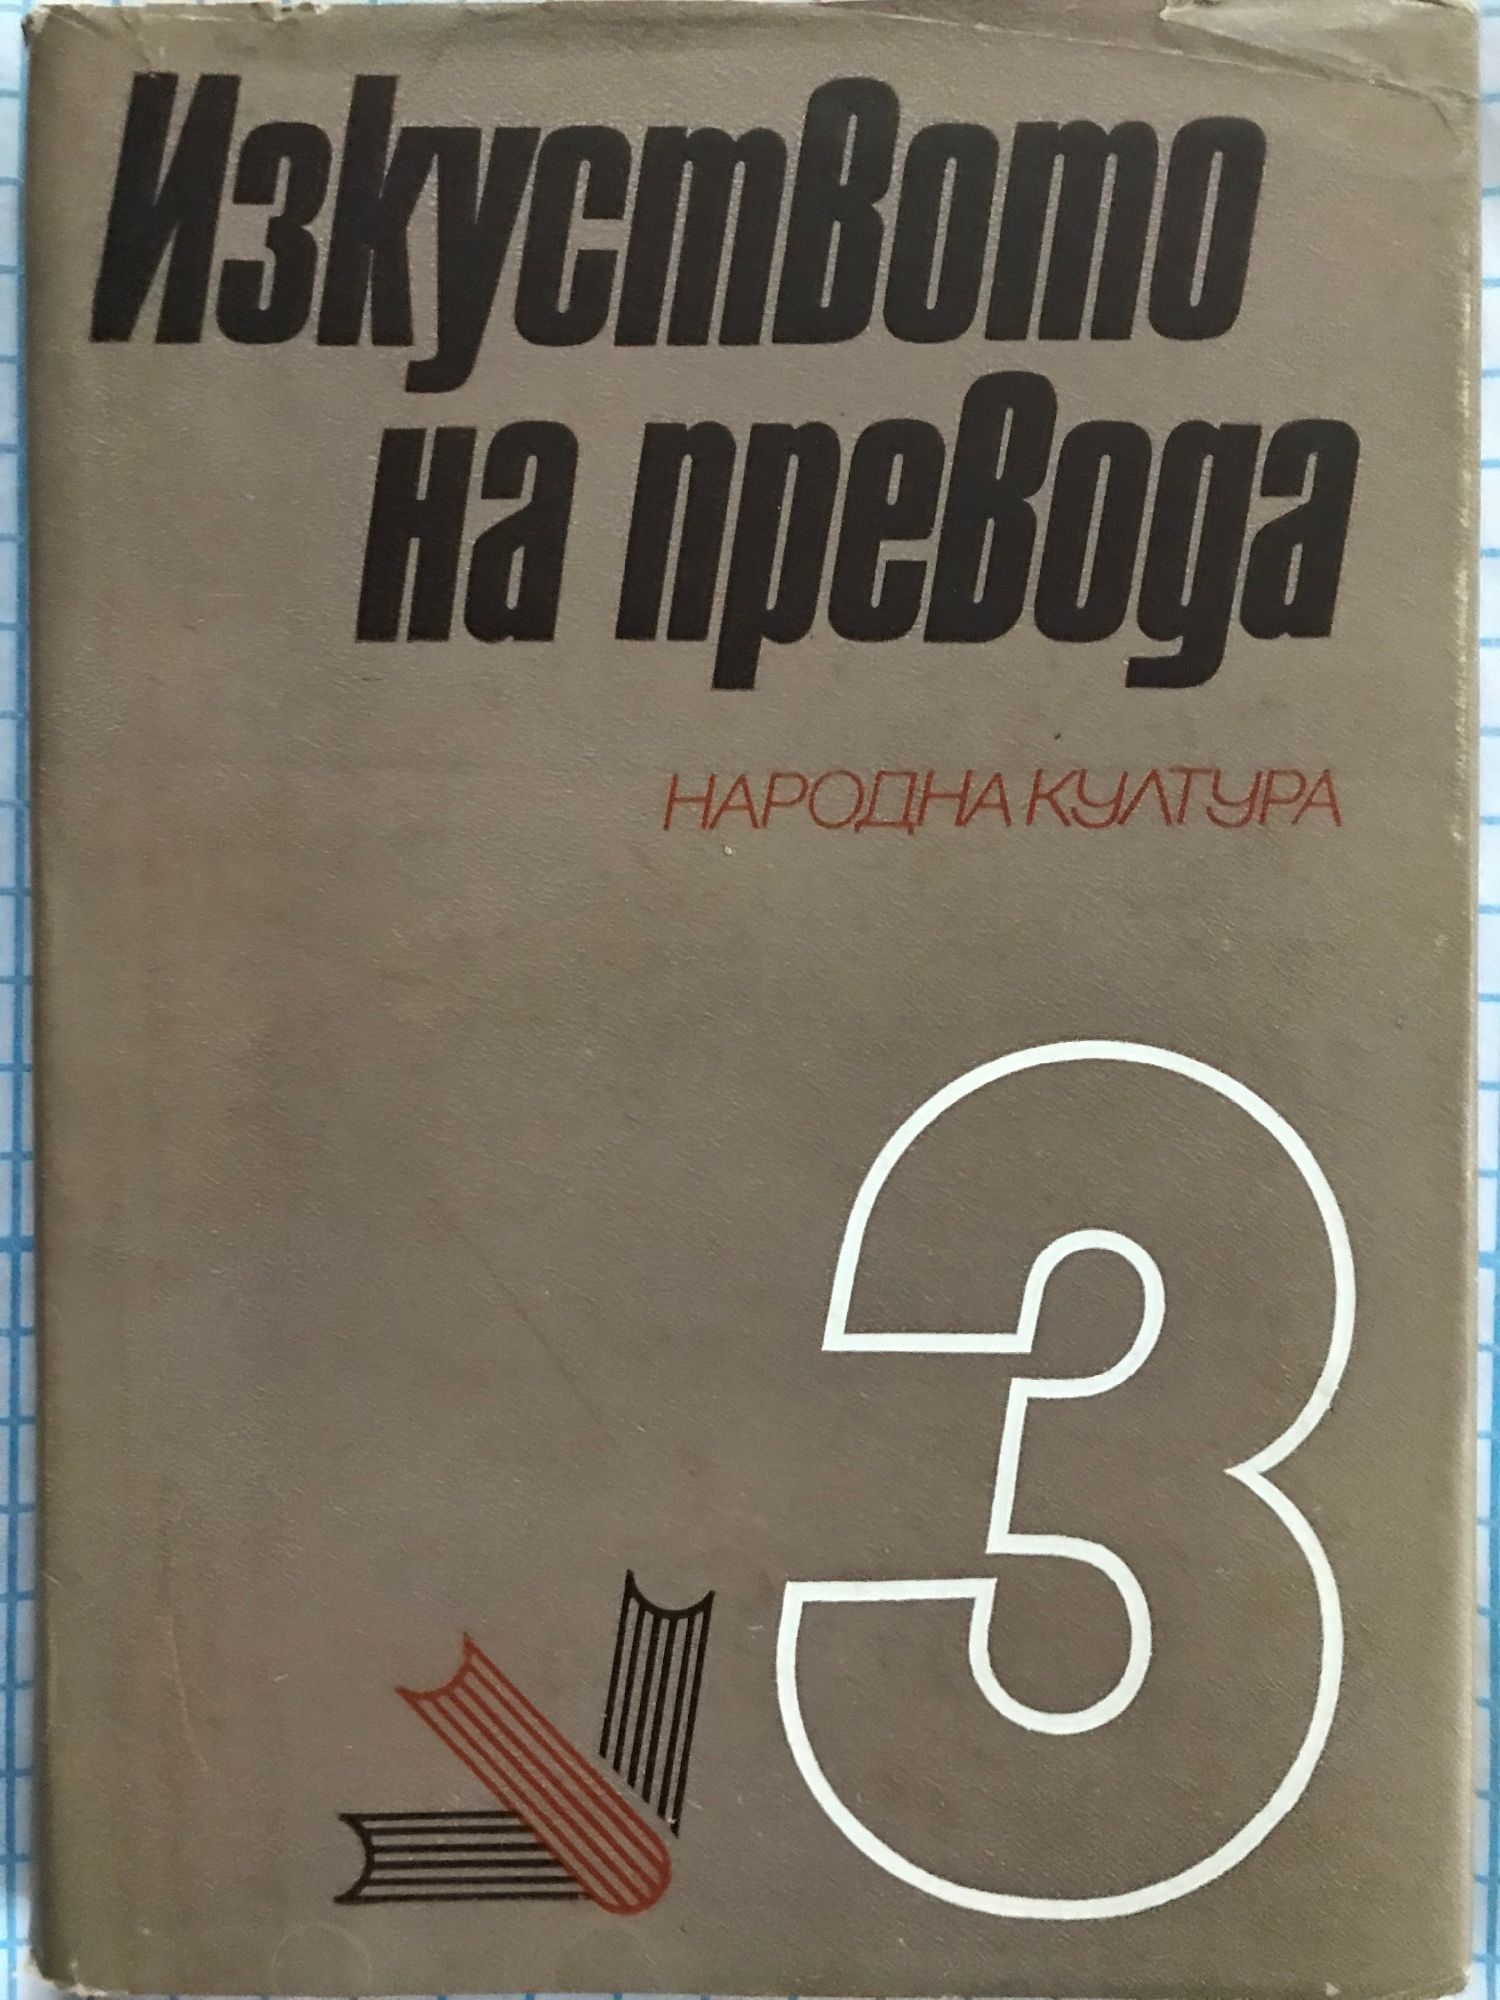 Изкуството
на превода
НАРОДНА КУЛТУРА
3